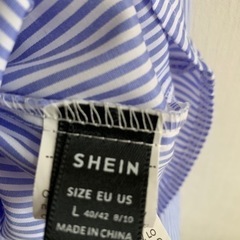 SHEIN
SIZE EU US
L 40/42 8/10
MADE IN CHINA